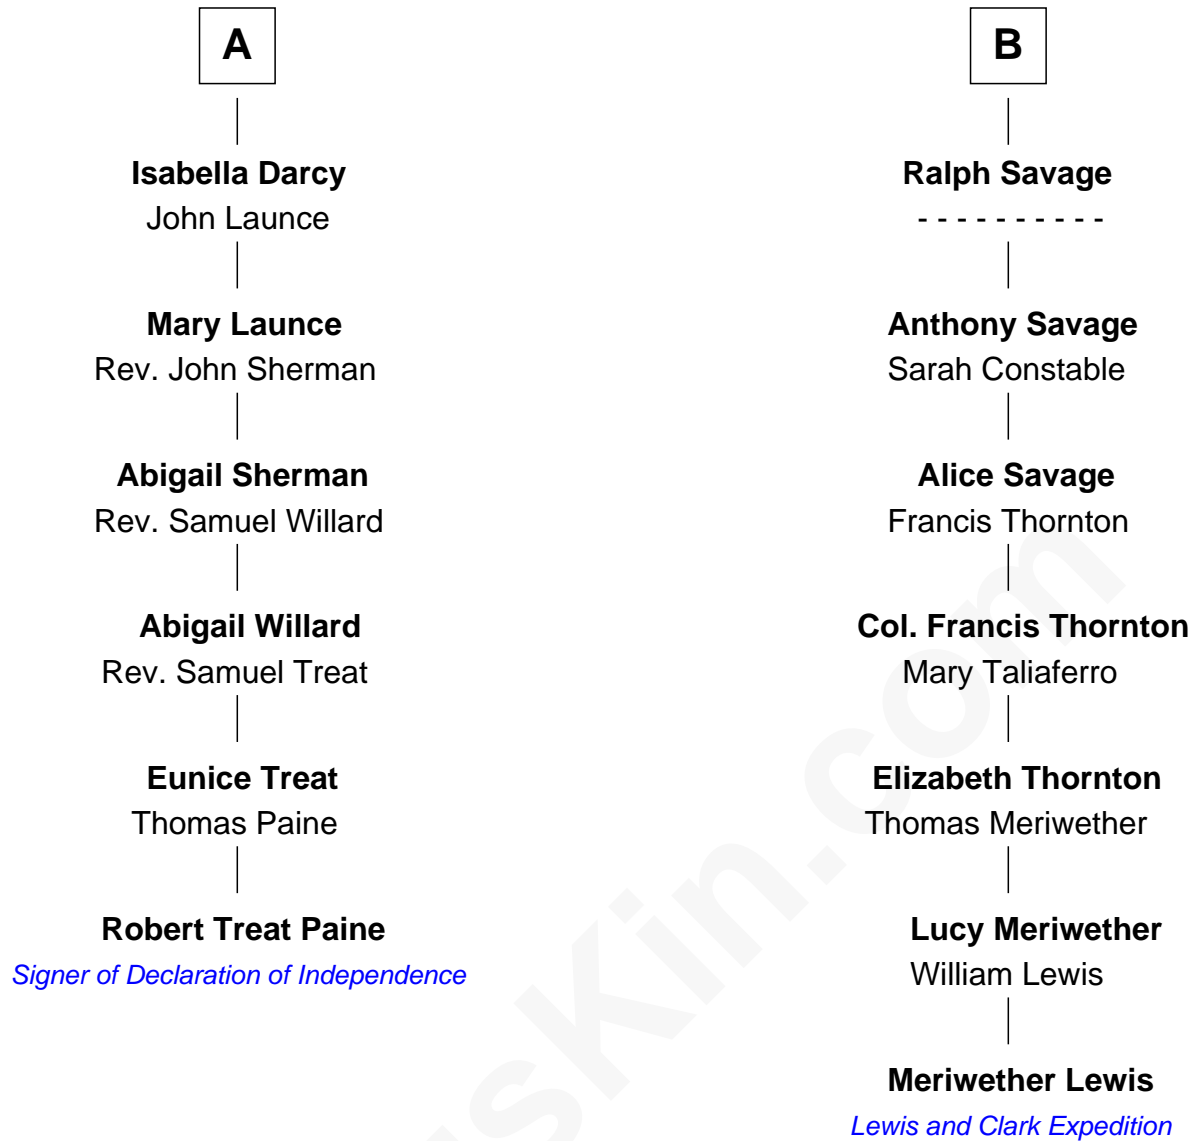 A
Isabella Darcy
John Launce
Mary Launce
Rev. John Sherman
Abigail Sherman
Rev. Samuel Willard
Abigail Willard
Rev. Samuel Treat
Eunice Treat
Thomas Paine
Robert Treat Paine
Signer of Declaration of Independence
B
Ralph Savage
- - - - - - - - - -
Anthony Savage
Sarah Constable
Alice Savage
Francis Thornton
Col. Francis Thornton
Mary Taliaferro
Elizabeth Thornton
Thomas Meriwether
Lucy Meriwether
William Lewis
Meriwether Lewis
Lewis and Clark Expedition